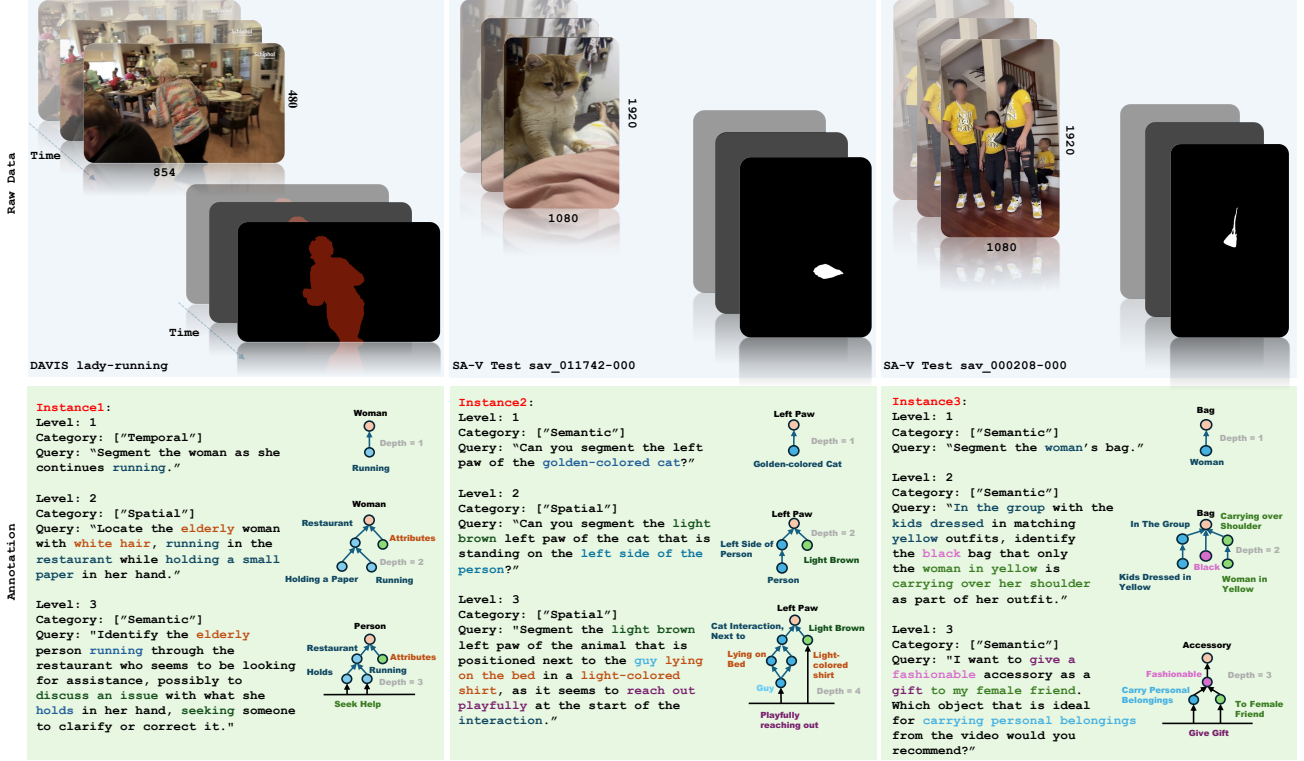 Raw Data
Schiphol
480
Time
854
Time
DAVIS lady-running
1920
1080
SA-V Test sav_011742-000
1920
1080
SA-V Test sav_000208-000
Annotation
Instance1:
Level: 1
Category: ["Temporal"]
Query: “Segment the woman as she
continues running.”
Woman
Depth = 1
Running
Level: 2
Category: ["Spatial"]
Query: “Locate the elderly woman
with white hair, running in the
restaurant while holding a small
paper in her hand.”
Woman
Restaurant
Attributes
Depth = 2
Holding a Paper
Running
Level: 3
Category: ["Semantic"]
Query: "Identify the elderly
person running through the
restaurant who seems to be looking
for assistance, possibly to
discuss an issue with what she
holds in her hand, seeking someone
to clarify or correct it."
Person
Restaurant
Attributes
Holds
Running
Depth = 3
Seek Help
Instance2:
Level: 1
Category: ["Semantic"]
Query: “Can you segment the left
paw of the golden-colored cat?”
Left Paw
Depth = 1
Golden-colored Cat
Level: 2
Category: ["Spatial"]
Query: “Can you segment the light
brown left paw of the cat that is
standing on the left side of the
person?”
Left Paw
Depth = 2
Left Side of
Person
Light Brown
Person
Level: 3
Category: ["Spatial"]
Query: "Segment the light brown
left paw of the animal that is
positioned next to the guy lying
on the bed in a light-colored
shirt, as it seems to reach out
playfully at the start of the
interaction.”
Left Paw
Cat Interaction,
Next to
Light Brown
Lying on
Bed
Light-
colored
shirt
Guy
Depth = 4
Playfully
reaching out
Instance3:
Level: 1
Category: ["Semantic"]
Query: “Segment the woman’s bag.”
Bag
Depth = 1
Woman
Level: 2
Category: ["Semantic"]
Query: “In the group with the
kids dressed in matching
yellow outfits, identify
the black bag that only
the woman in yellow is
carrying over her shoulder
as part of her outfit.”
Bag
In The Group
Carrying over
Shoulder
Depth = 2
Black
Kids Dressed in
Yellow
Woman in
Yellow
Level: 3
Category: ["Semantic"]
Query: "I want to give a
fashionable accessory as a
gift to my female friend.
Which object that is ideal
for carrying personal belongings
from the video would you
recommend?”
Accessory
Fashionable
Depth = 3
Carry Personal
Belongings
To Female
Friend
Give Gift